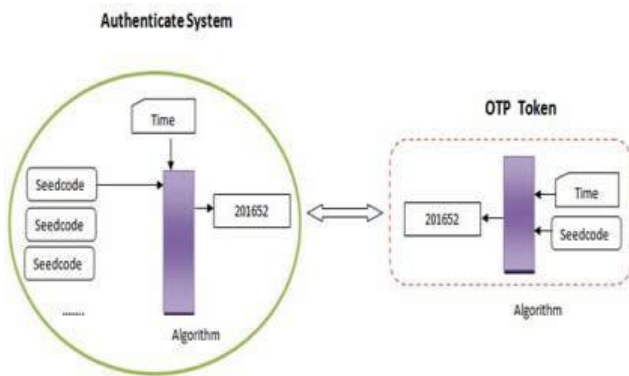 Authenticate System
Time
Seedcode
Seedcode
Seedcode
.......
201652
Algorithm
OTP Token
201652
Time
Seedcode
Algorithm